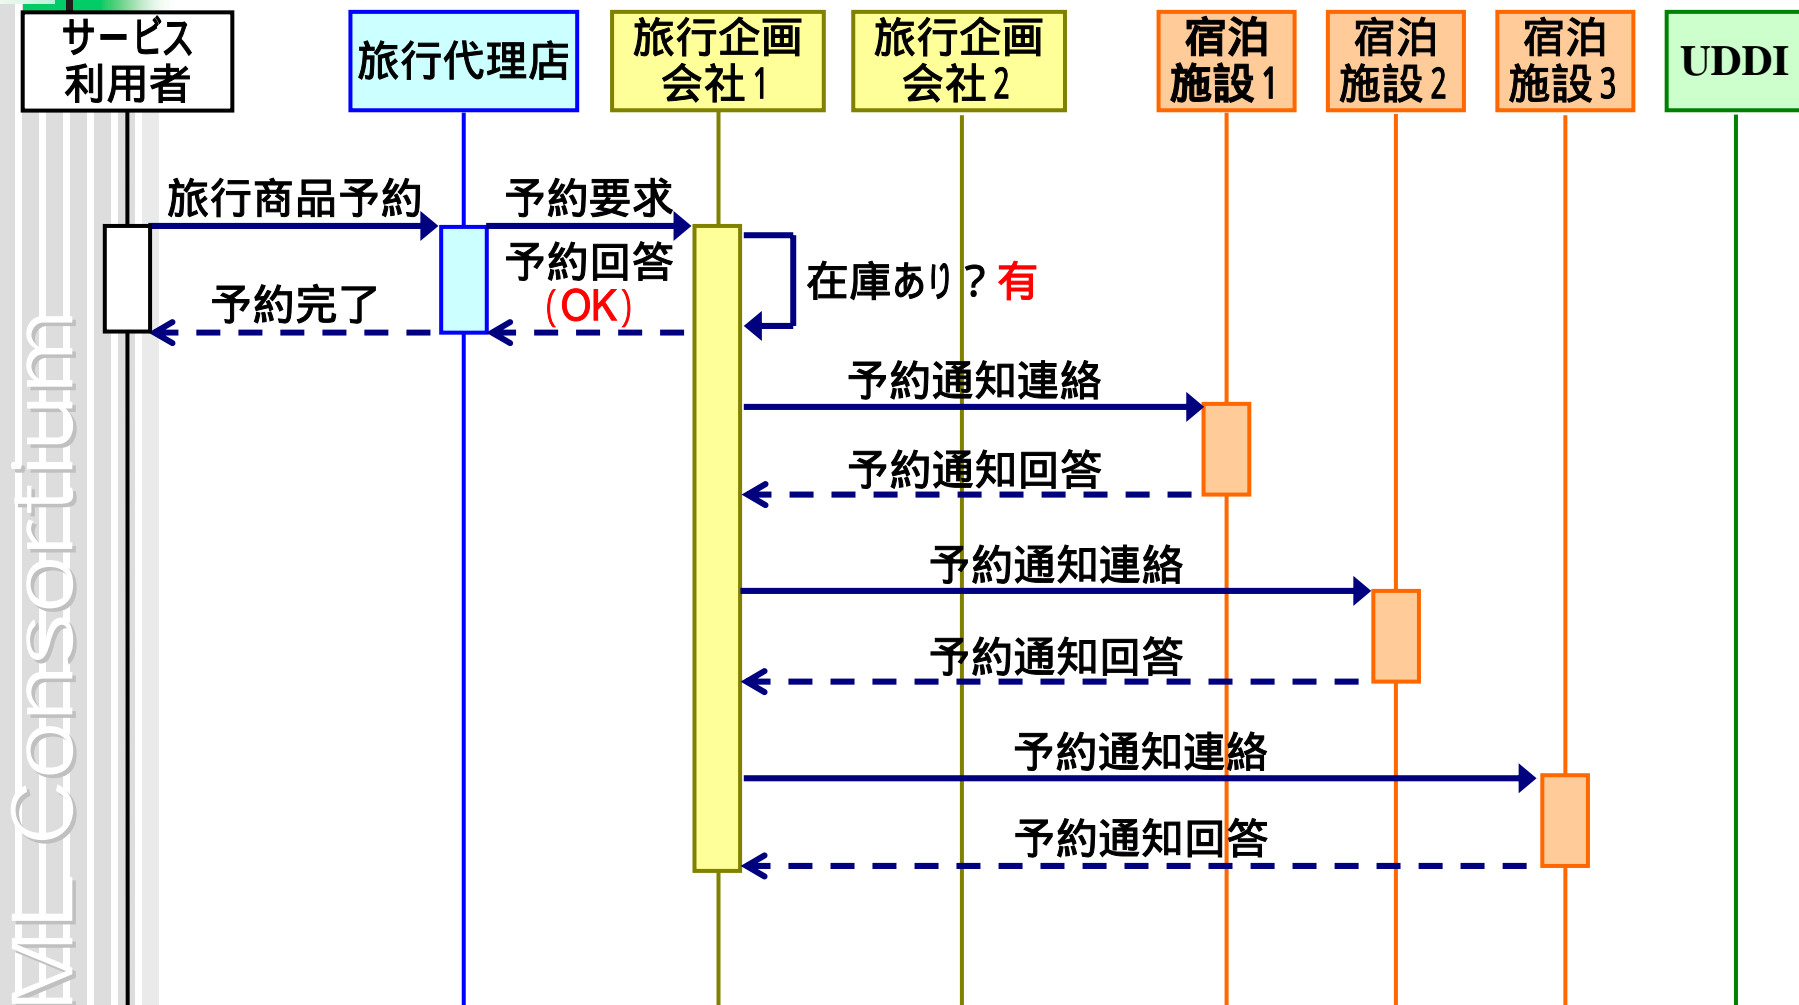 サービス
利用者
旅行代理店
旅行企画
会社1
旅行企画
会社2
宿泊
施設1
宿泊
施設2
宿泊
施設3
UDDI
旅行商品予約
予約要求
予約回答
(OK)
予約完了
在庫あり？有
予約通知連絡
予約通知回答
予約通知連絡
予約通知回答
予約通知連絡
予約通知回答
ML Consortium